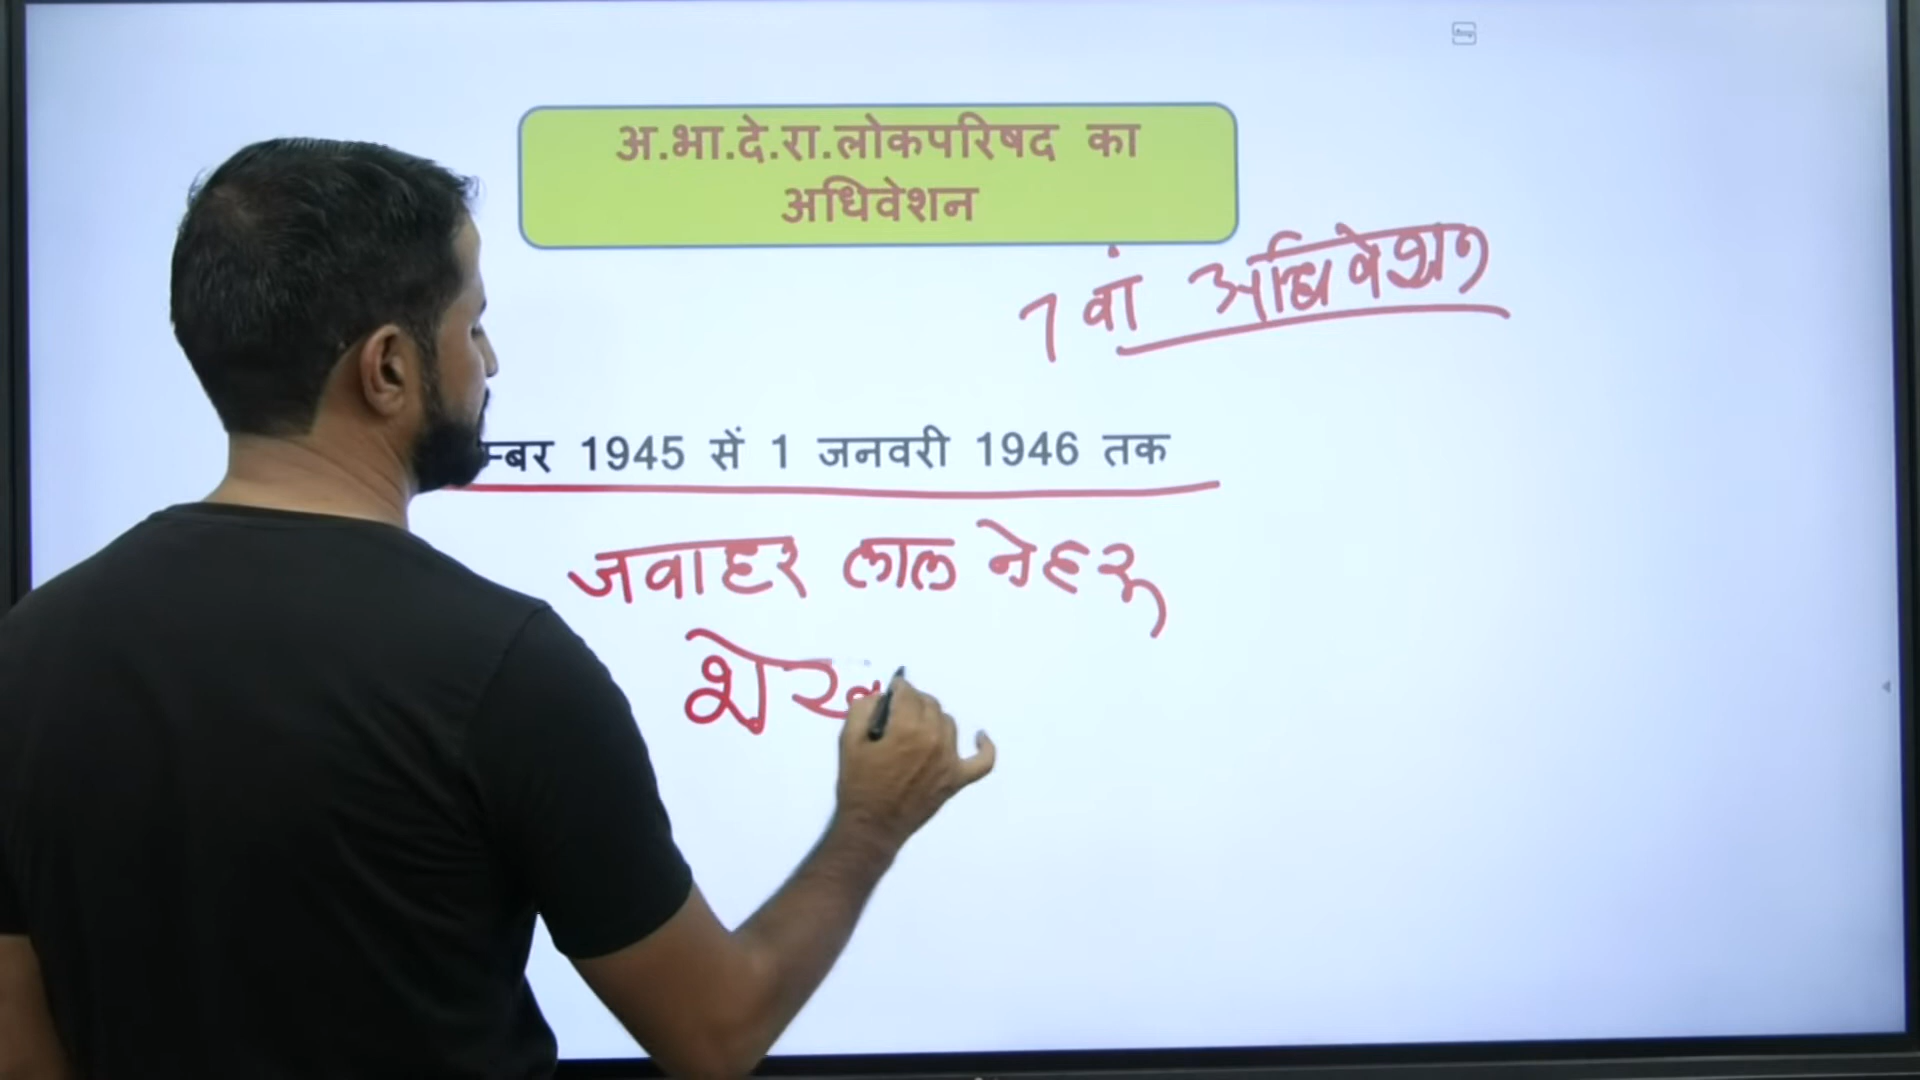 अ.भा.दे.रा.लोकपरिषद का
अधिवेशन
7 वां अधिवेशन
म्बर 1945 सें 1 जनवरी 1946 तक
जवाहर लाल नेहरू
शेख